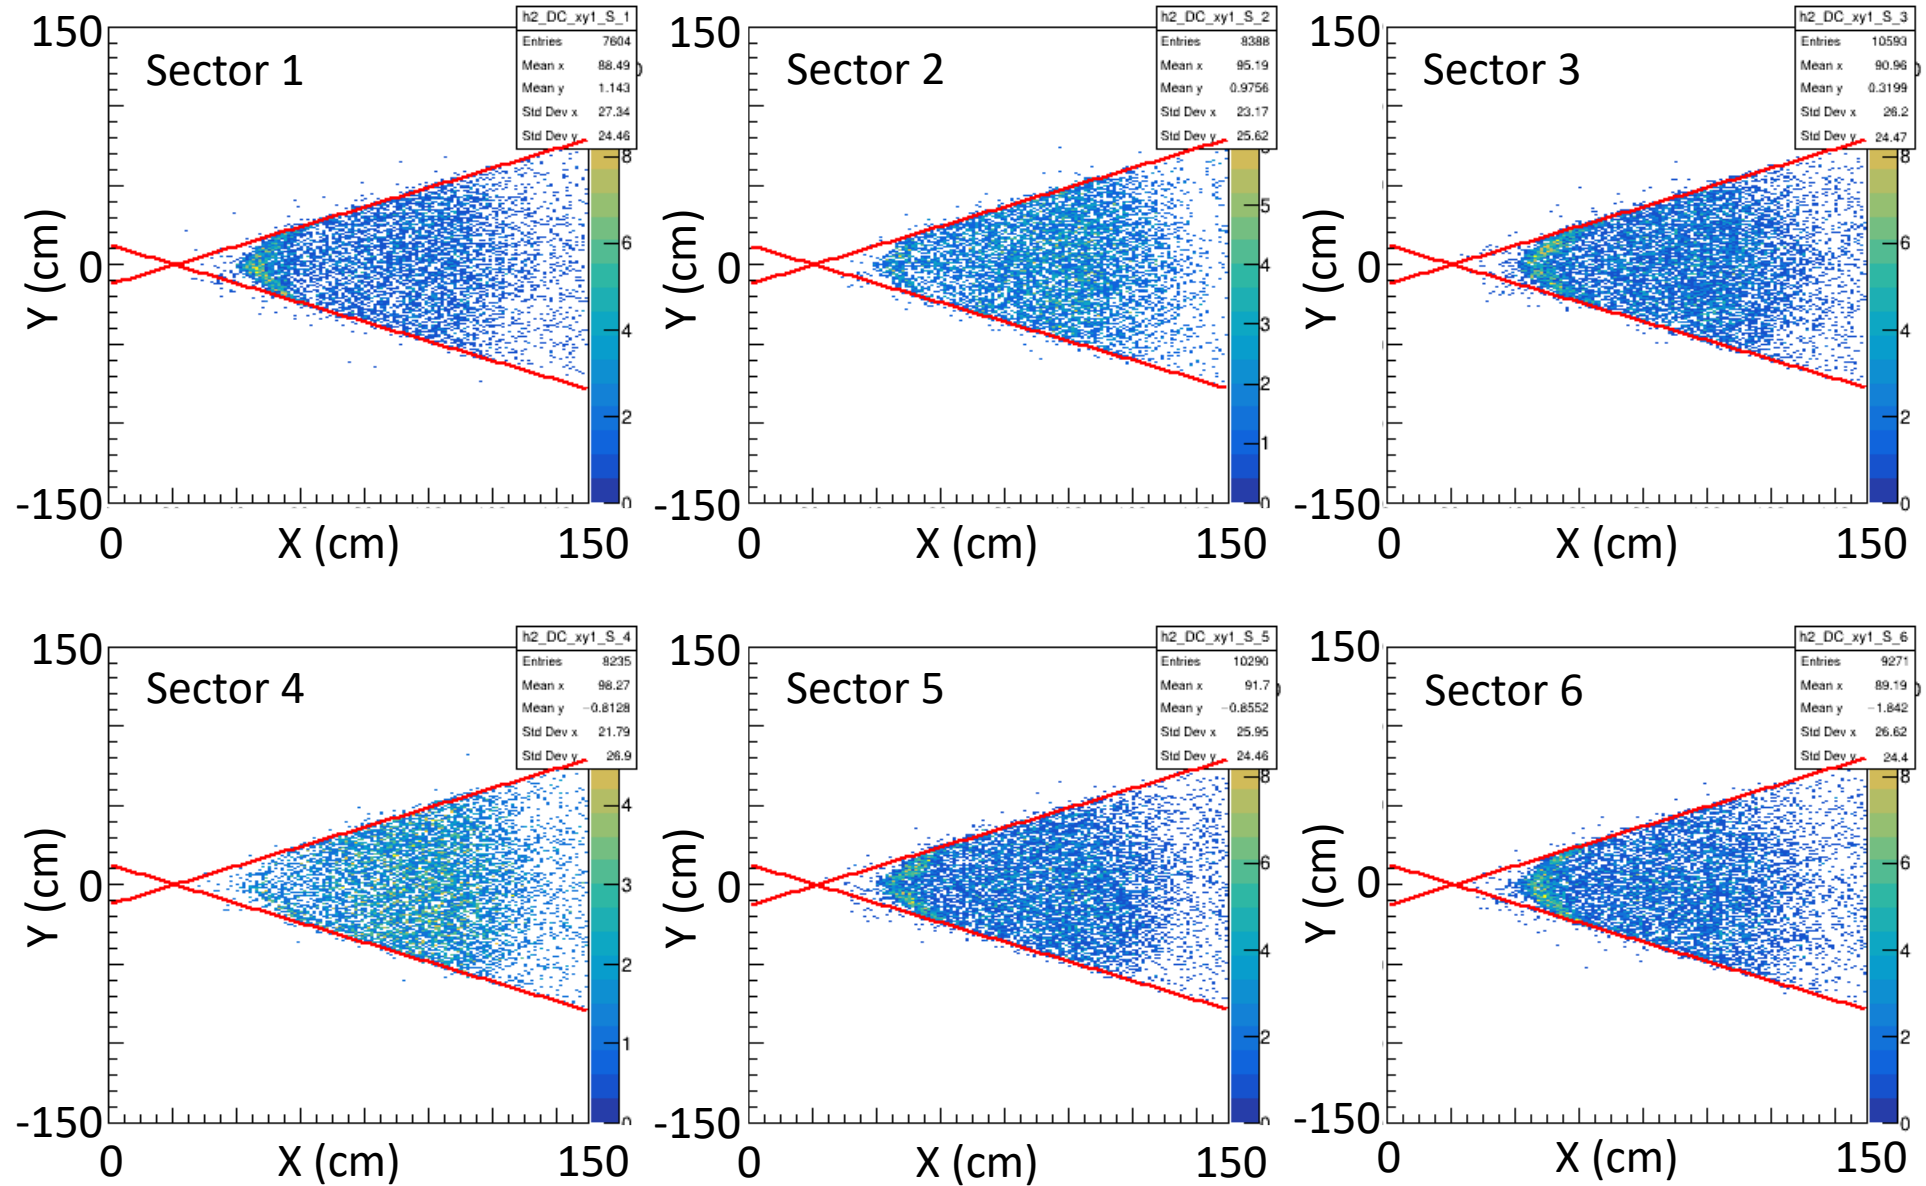 150
Sector 1
h2_DC_xy1_S_1
Entries 7604
Mean x 88.49
Mean y 1.143
Std Dev x 27.34
Std Dev y 24.46
8
6
4
2
0
Y (cm)
0
-150
0
X (cm)
150
150
Sector 2
h2_DC_xy1_S_2
Entries 8388
Mean x 95.19
Mean y 0.9756
Std Dev x 23.17
Std Dev y 25.62
5
4
3
2
1
0
Y (cm)
0
-150
0
X (cm)
150
150
Sector 3
h2_DC_xy1_S_3
Entries 10593
Mean x 90.96
Mean y 0.3199
Std Dev x 26.2
Std Dev y 24.47
8
6
4
2
0
Y (cm)
0
-150
0
X (cm)
150
150
Sector 4
h2_DC_xy1_S_4
Entries 8235
Mean x 98.27
Mean y -0.8128
Std Dev x 21.79
Std Dev y 26.9
4
3
2
1
0
Y (cm)
0
-150
0
X (cm)
150
150
Sector 5
h2_DC_xy1_S_5
Entries 10290
Mean x 91.7
Mean y -0.8552
Std Dev x 25.95
Std Dev y 24.46
8
6
4
2
0
Y (cm)
0
-150
0
X (cm)
150
150
Sector 6
h2_DC_xy1_S_6
Entries 9271
Mean x 89.19
Mean y -1.842
Std Dev x 26.62
Std Dev y 24.4
8
6
4
2
0
Y (cm)
0
-150
0
X (cm)
150